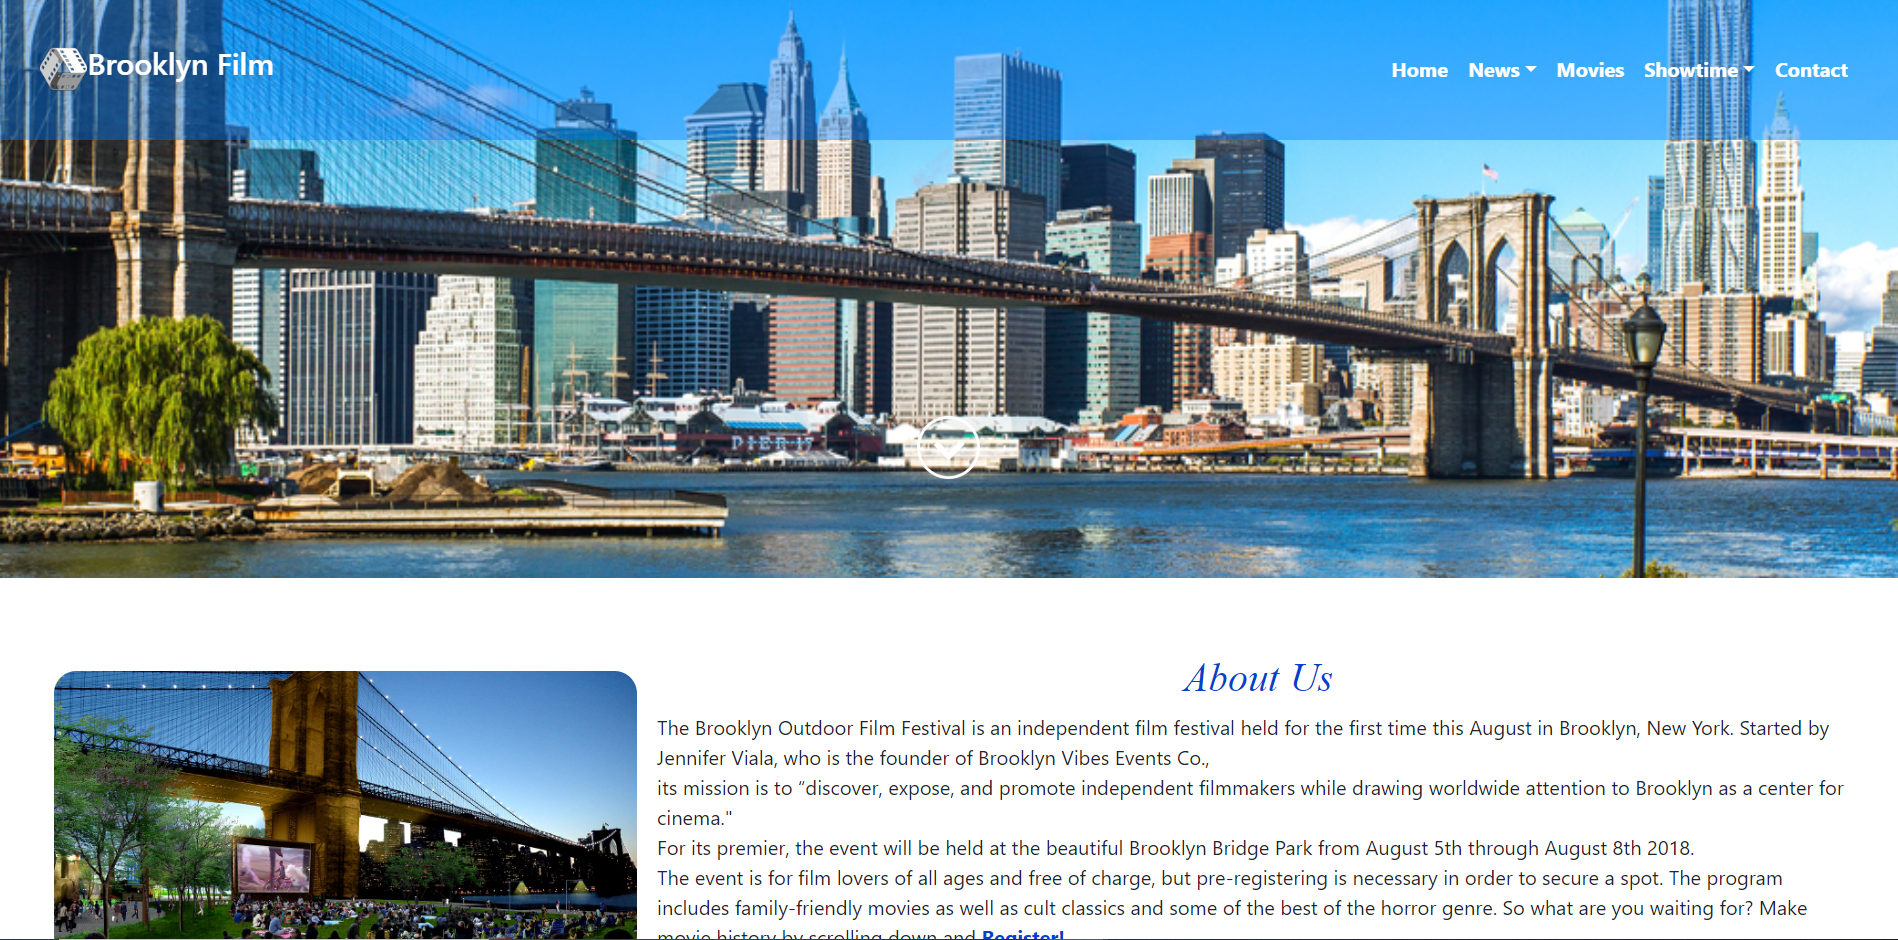 Brooklyn Film
Home News Movies Showtime Contact
PIER 17
About Us
The Brooklyn Outdoor Film Festival is an independent film festival held for the first time this August in Brooklyn, New York. Started by
Jennifer Viala, who is the founder of Brooklyn Vibes Events Co.,
its mission is to “discover, expose, and promote independent filmmakers while drawing worldwide attention to Brooklyn as a center for
cinema."
For its premier, the event will be held at the beautiful Brooklyn Bridge Park from August 5th through August 8th 2018.
The event is for film lovers of all ages and free of charge, but pre-registering is necessary in order to secure a spot. The program
includes family-friendly movies as well as cult classics and some of the best of the horror genre. So what are you waiting for? Make
movie history by scrolling down and Register!